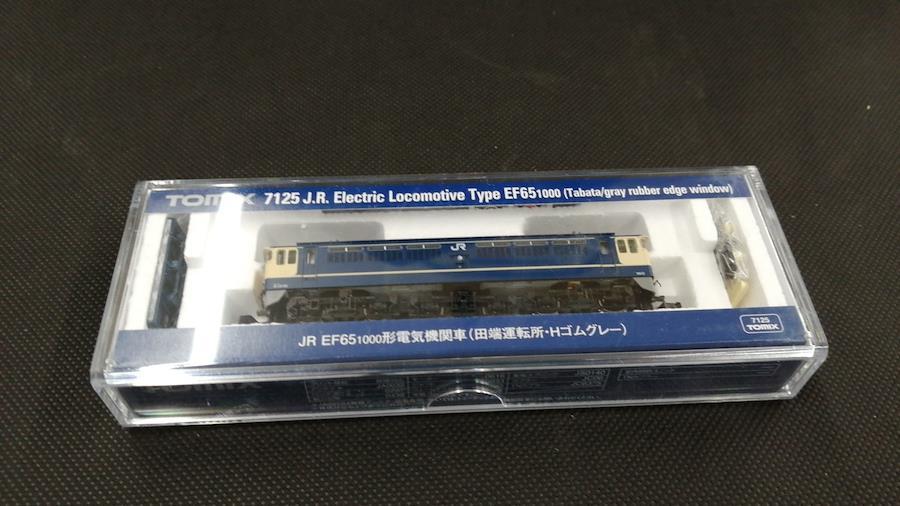 TOMIX 7125 J.R. Electric Locomotive Type EF651000 (Tabata/gray rubber edge window)
JR
JR EF651000形電気機関車(田端運転所・Hゴムグレー)
7125
TOMIX